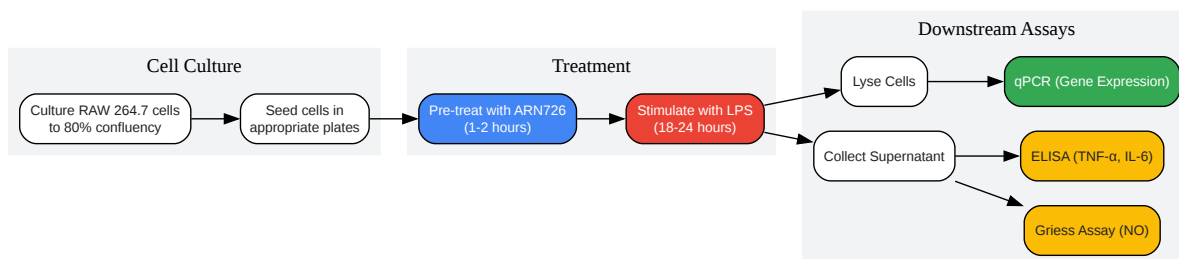 Cell Culture
Culture RAW 264.7 cells
to 80% confluency
Seed cells in
appropriate plates
Treatment
Pre-treat with ARN726
(1-2 hours)
Stimulate with LPS
(18-24 hours)
Downstream Assays
Lyse Cells
qPCR (Gene Expression)
Collect Supernatant
ELISA (TNF-α, IL-6)
Griess Assay (NO)